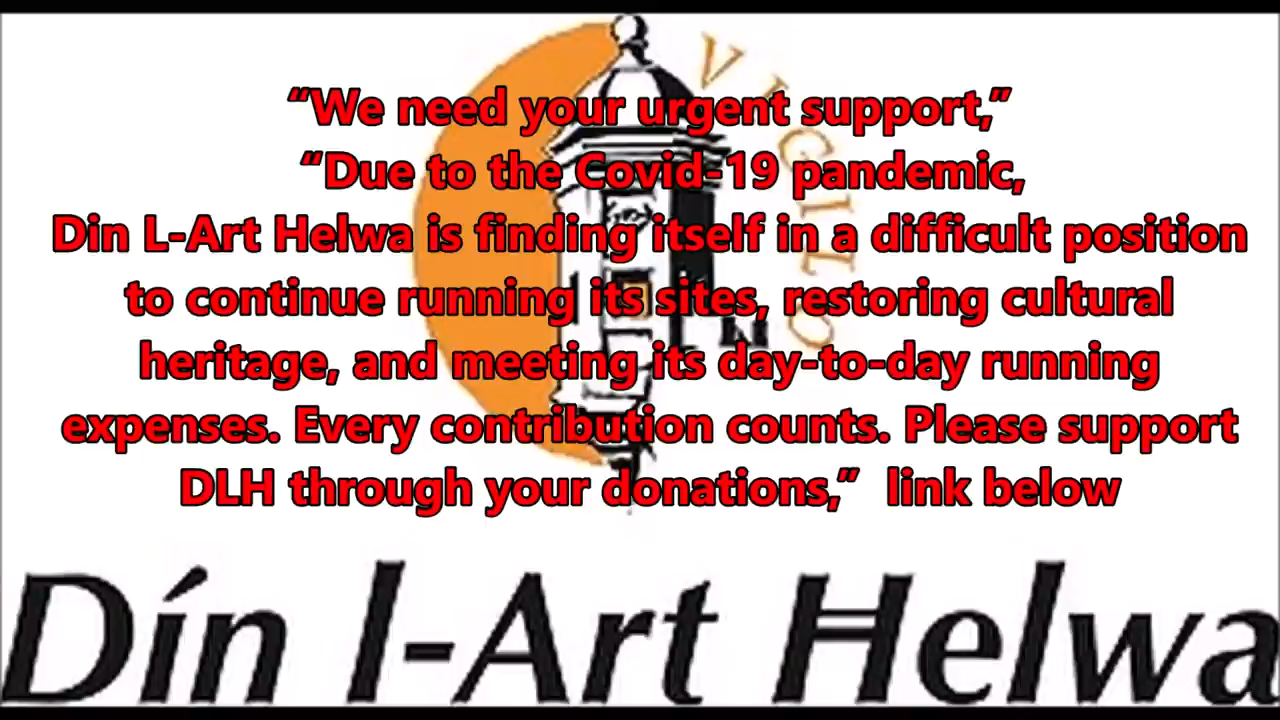 “We need your urgent support,”
“Due to the Covid-19 pandemic,
Din L-Art Helwa is finding itself in a difficult position
to continue running its sites, restoring cultural
heritage, and meeting its day-to-day running
expenses. Every contribution counts. Please support
DLH through your donations,” link below
VIGILO
Dín l-Art Helwa